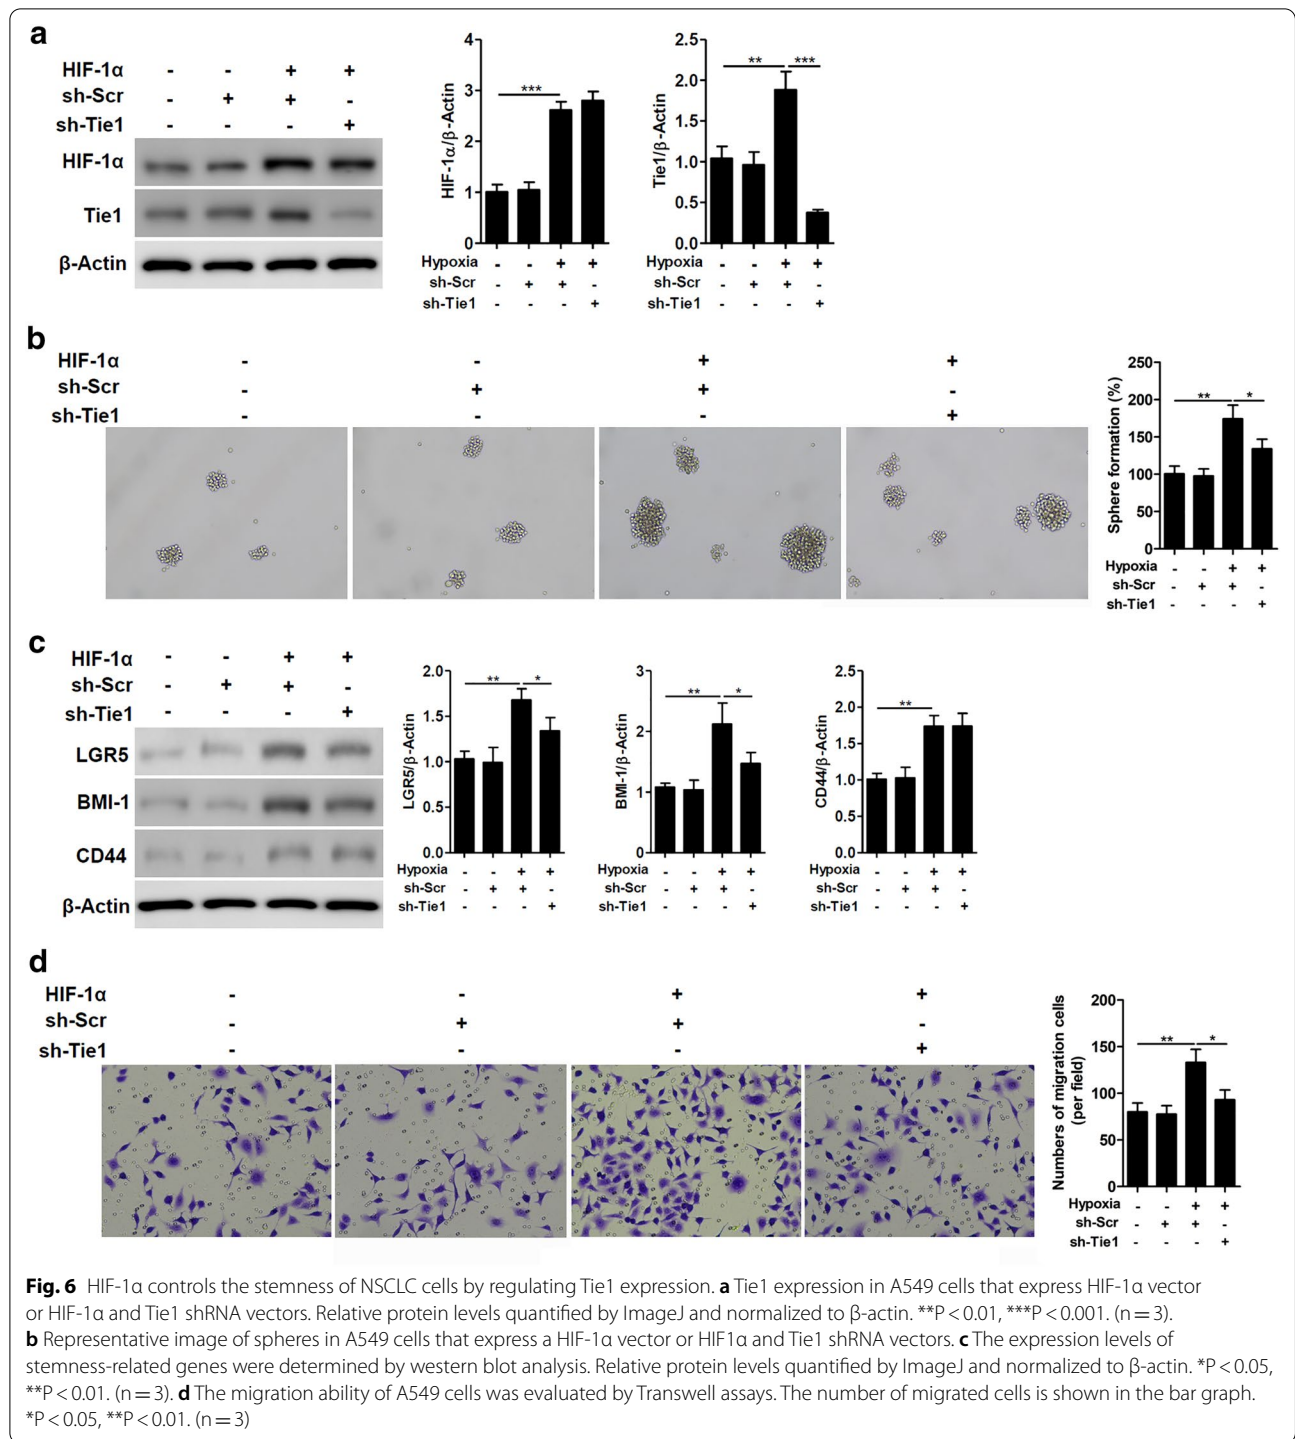 a
HIF-1α - - + +
sh-Scr - + + -
sh-Tie1 - - - +
HIF-1α
Tie1
β-Actin
HIF-1α/β-Actin
4
3
2
1
0
***
Hypoxia - - + +
sh-Scr - + + -
sh-Tie1 - - - +
Tie1/β-Actin
2.5
2.0
1.5
1.0
0.5
0.0
** ***
Hypoxia - - + +
sh-Scr - + + -
sh-Tie1 - - - +
b
HIF-1α - - + +
sh-Scr - + + -
sh-Tie1 - - - +
Sphere formation (%)
250
200
150
100
50
0
** *
Hypoxia - - + +
sh-Scr - + + -
sh-Tie1 - - - +
c
HIF-1α - - + +
sh-Scr - + + -
sh-Tie1 - - - +
LGR5
BMI-1
CD44
β-Actin
LGR5/β-Actin
2.0
1.5
1.0
0.5
0.0
** *
Hypoxia - - + +
sh-Scr - + + -
sh-Tie1 - - - +
BMI-1/β-Actin
3
2
1
0
** *
Hypoxia - - + +
sh-Scr - + + -
sh-Tie1 - - - +
CD44/β-Actin
2.5
2.0
1.5
1.0
0.5
0.0
**
Hypoxia - - + +
sh-Scr - + + -
sh-Tie1 - - - +
d
HIF-1α - - + +
sh-Scr - + + -
sh-Tie1 - - - +
Numbers of migration cells
(per field)
200
150
100
50
0
** *
Hypoxia - - + +
sh-Scr - + + -
sh-Tie1 - - - +
Fig. 6 HIF-1α controls the stemness of NSCLC cells by regulating Tie1 expression. a Tie1 expression in A549 cells that express HIF-1α vector
or HIF-1α and Tie1 shRNA vectors. Relative protein levels quantified by ImageJ and normalized to β-actin. **P < 0.01, ***P < 0.001. (n = 3).
b Representative image of spheres in A549 cells that express a HIF-1α vector or HIF1α and Tie1 shRNA vectors. c The expression levels of
stemness-related genes were determined by western blot analysis. Relative protein levels quantified by ImageJ and normalized to β-actin. *P < 0.05,
**P < 0.01. (n = 3). d The migration ability of A549 cells was evaluated by Transwell assays. The number of migrated cells is shown in the bar graph.
*P < 0.05, **P < 0.01. (n = 3)